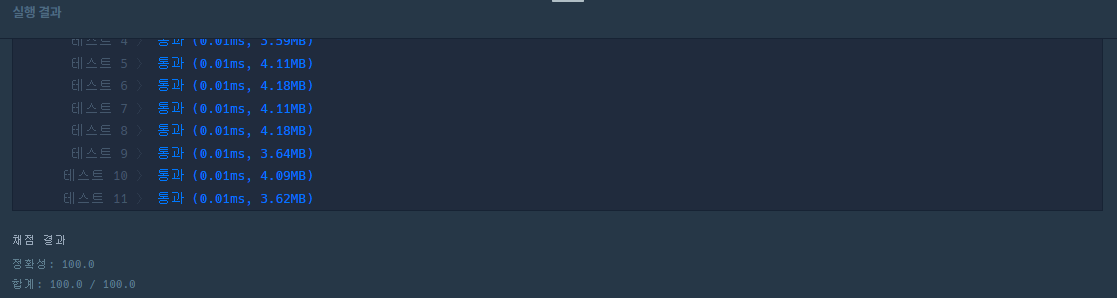 실행 결과
테스트 4 〉 통과 (0.01ms, 3.59MB)
테스트 5 〉 통과 (0.01ms, 4.11MB)
테스트 6 〉 통과 (0.01ms, 4.18MB)
테스트 7 〉 통과 (0.01ms, 4.11MB)
테스트 8 〉 통과 (0.01ms, 4.18MB)
테스트 9 〉 통과 (0.01ms, 3.64MB)
테스트 10 〉 통과 (0.01ms, 4.09MB)
테스트 11 〉 통과 (0.01ms, 3.62MB)
채점 결과
정확성: 100.0
합계: 100.0 / 100.0